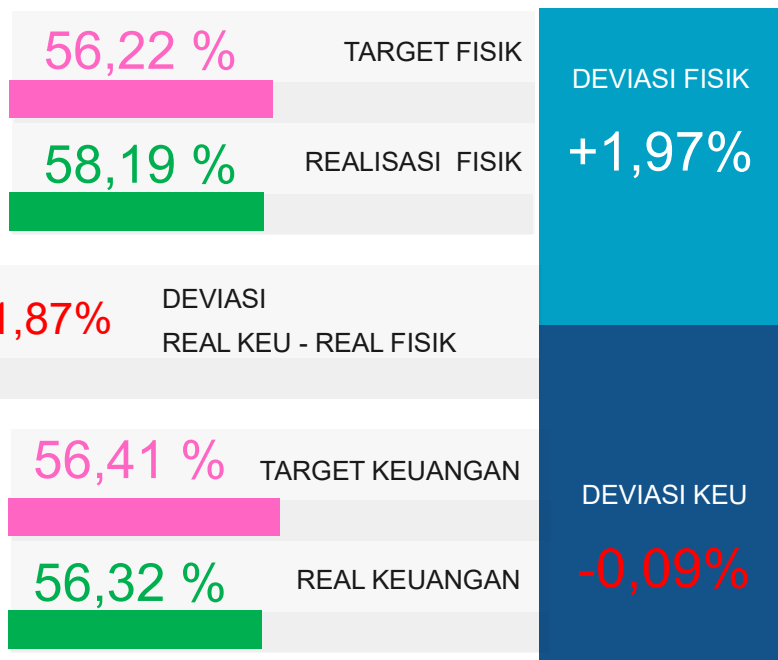 56,22 %
TARGET FISIK
DEVIASI FISIK
+1,97%
58,19 %
REALISASI FISIK
,87%
DEVIASI
REAL KEU - REAL FISIK
56,41 %
TARGET KEUANGAN
DEVIASI KEU
-0,09%
56,32 %
REAL KEUANGAN